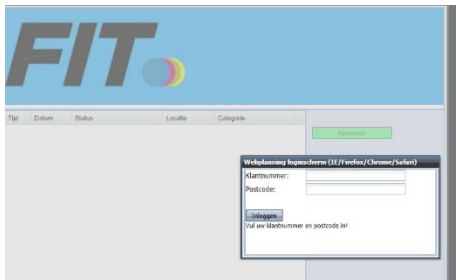 FIT
Tijd Datum Status Locatie Categorie
Reserveer
Webplanning loginscherm (IE/Firefox/Chrome/Safari)
Klantnummer:
Postcode:
Inloggen
Vul uw klantnummer en postcode in!